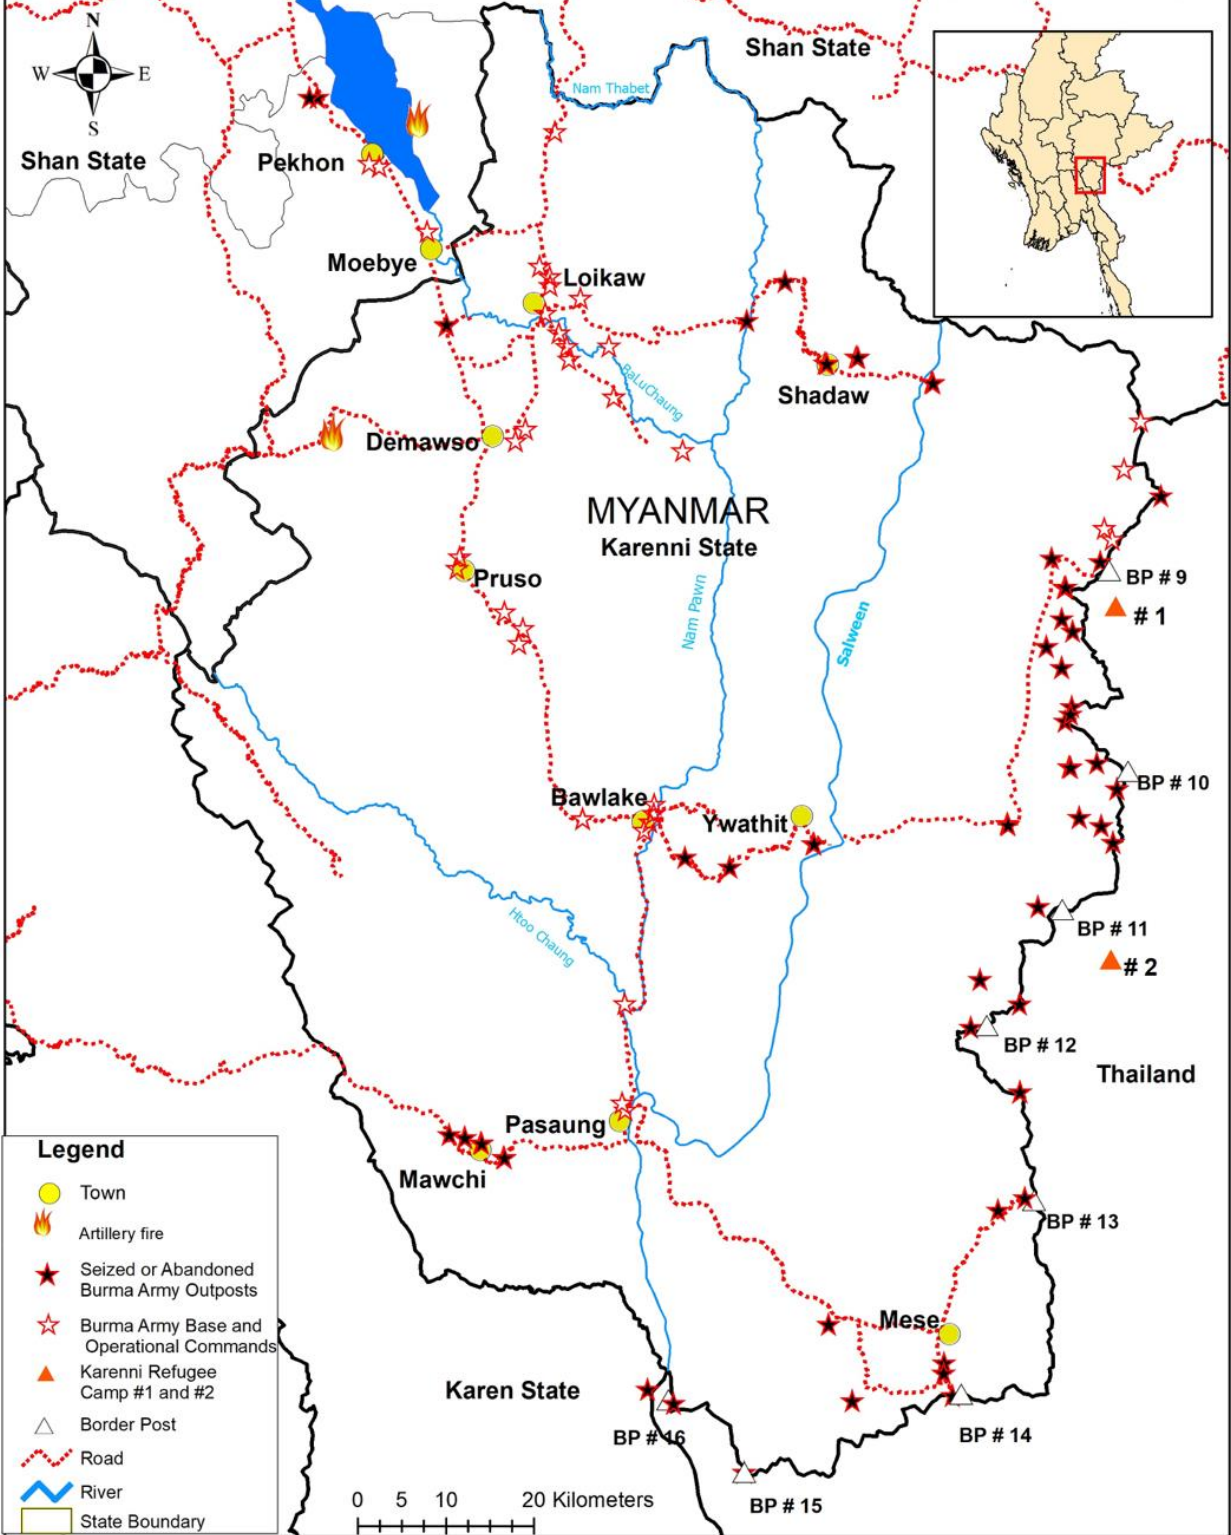 N
W
E
S
Shan State
Nam Thabet
Shan State
Pekhon
Moebye
Loikaw
BaLuChaung
Shadaw
Demawso
MYANMAR
Karenni State
Pruso
Nam Pawn
Salween
BP # 9
# 1
Bawlake
Ywathit
BP # 10
Htoo Chaung
BP # 11
# 2
BP # 12
Thailand
Pasaung
Mawchi
BP # 13
Mese
Karen State
BP # 16
BP # 14
BP # 15
Legend
Town
Artillery fire
Seized or Abandoned
Burma Army Outposts
Burma Army Base and
Operational Commands
Karenni Refugee
Camp #1 and #2
Border Post
Road
River
State Boundary
0 5 10 20 Kilometers